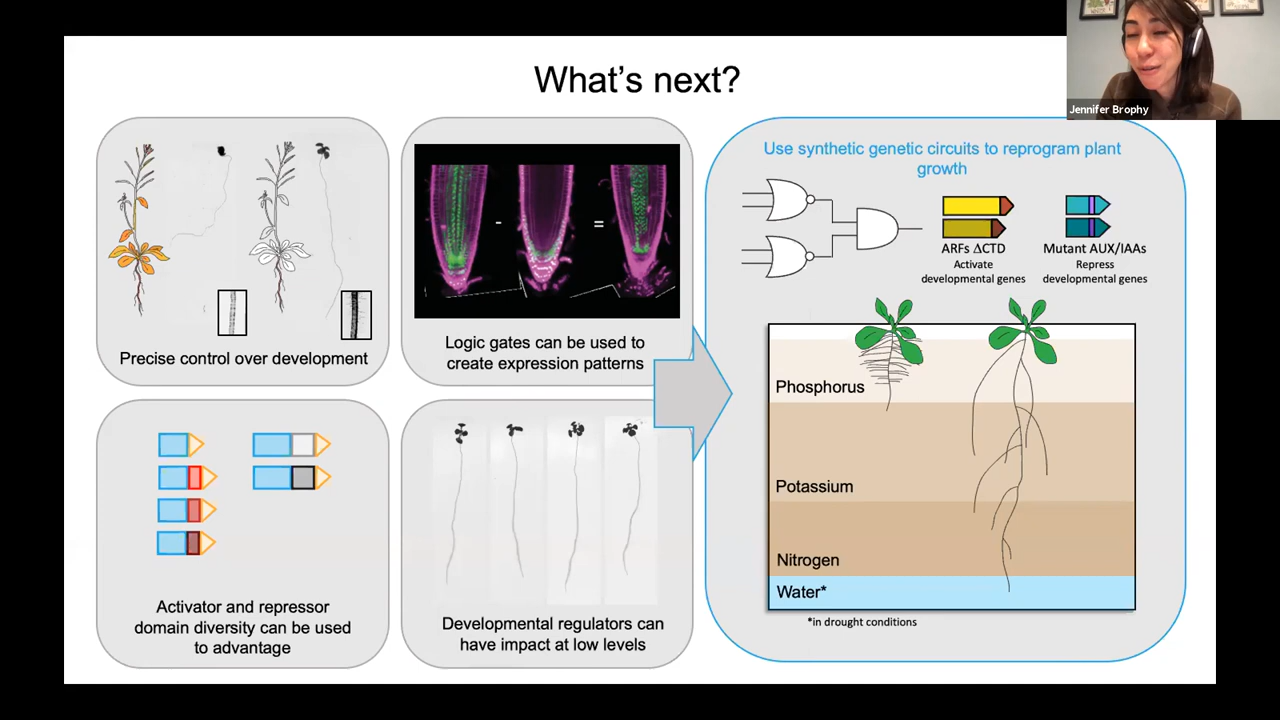 What's next?
Jennifer Brophy
Precise control over development
Logic gates can be used to
create expression patterns
Activator and repressor
domain diversity can be used
to advantage
Developmental regulators can
have impact at low levels
Use synthetic genetic circuits to reprogram plant
growth
ARFs ΔCTD
Activate
developmental genes
Mutant AUX/IAAs
Repress
developmental genes
Phosphorus
Potassium
Nitrogen
Water*
*in drought conditions